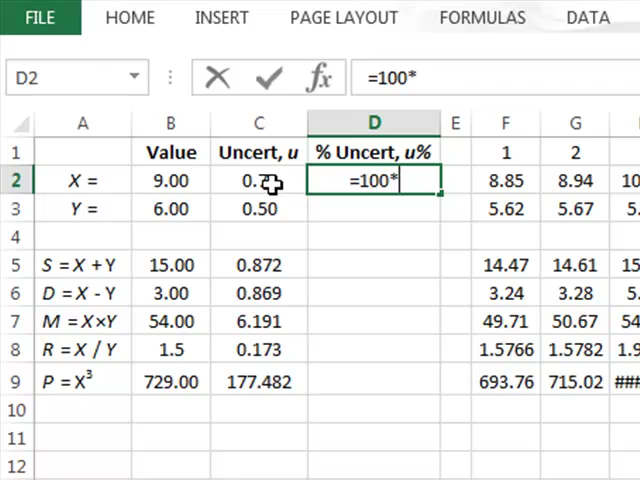 FILE HOME INSERT PAGE LAYOUT FORMULAS DATA
D2 fx =100*
A B C D E F G H
1 Value Uncert, u % Uncert, u% 1 2
2 X = 9.00 =100* 8.85 8.94 10
3 Y = 6.00 0.50 5.62 5.67 5.
4
5 S = X + Y 15.00 0.872 14.47 14.61 15
6 D = X - Y 3.00 0.869 3.24 3.28 5.
7 M = X×Y 54.00 6.191 49.71 50.67 54
8 R = X / Y 1.5 0.173 1.5766 1.5782 1.9
9 P = X³ 729.00 177.482 693.76 715.02 ###
10
11
12